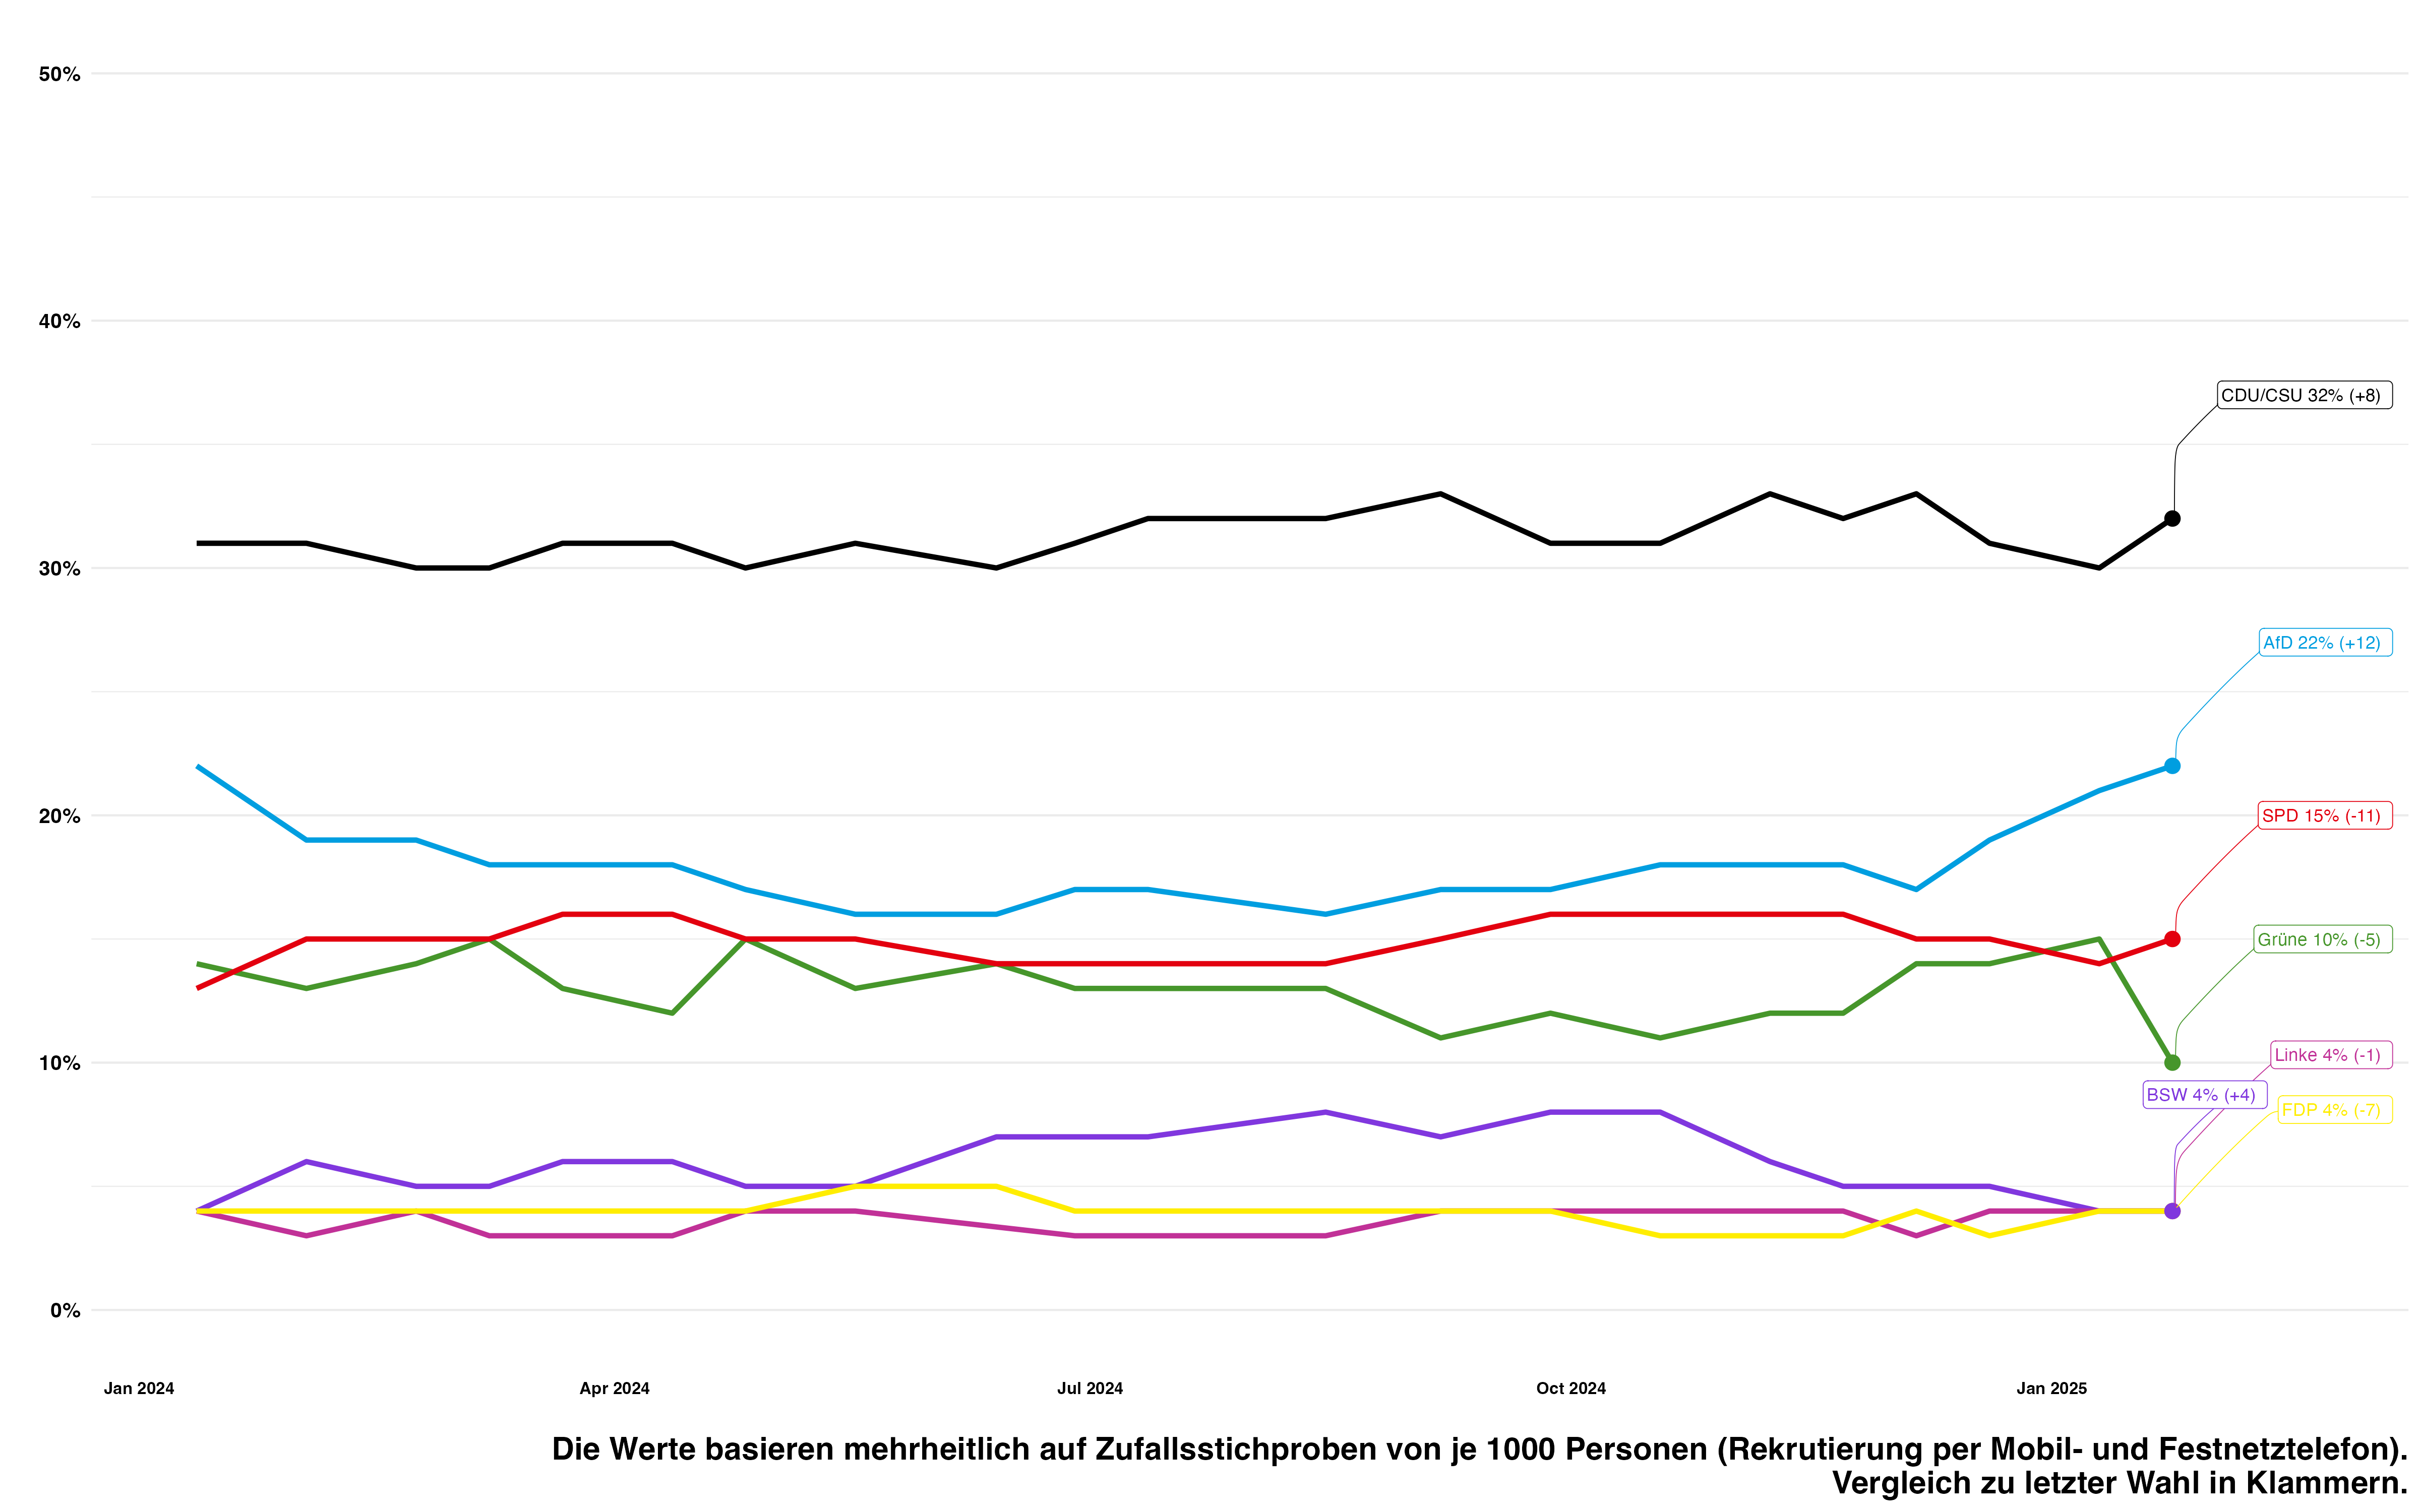 50%
40%
CDU/CSU 32% (+8)
30%
AfD 22% (+12)
20%
SPD 15% (-11)
Grüne 10% (-5)
10%
Linke 4% (-1)
BSW 4% (+4)
FDP 4% (-7)
0%
Jan 2024 Apr 2024 Jul 2024 Oct 2024 Jan 2025
Die Werte basieren mehrheitlich auf Zufallsstichproben von je 1000 Personen (Rekrutierung per Mobil- und Festnetztelefon).
Vergleich zu letzter Wahl in Klammern.